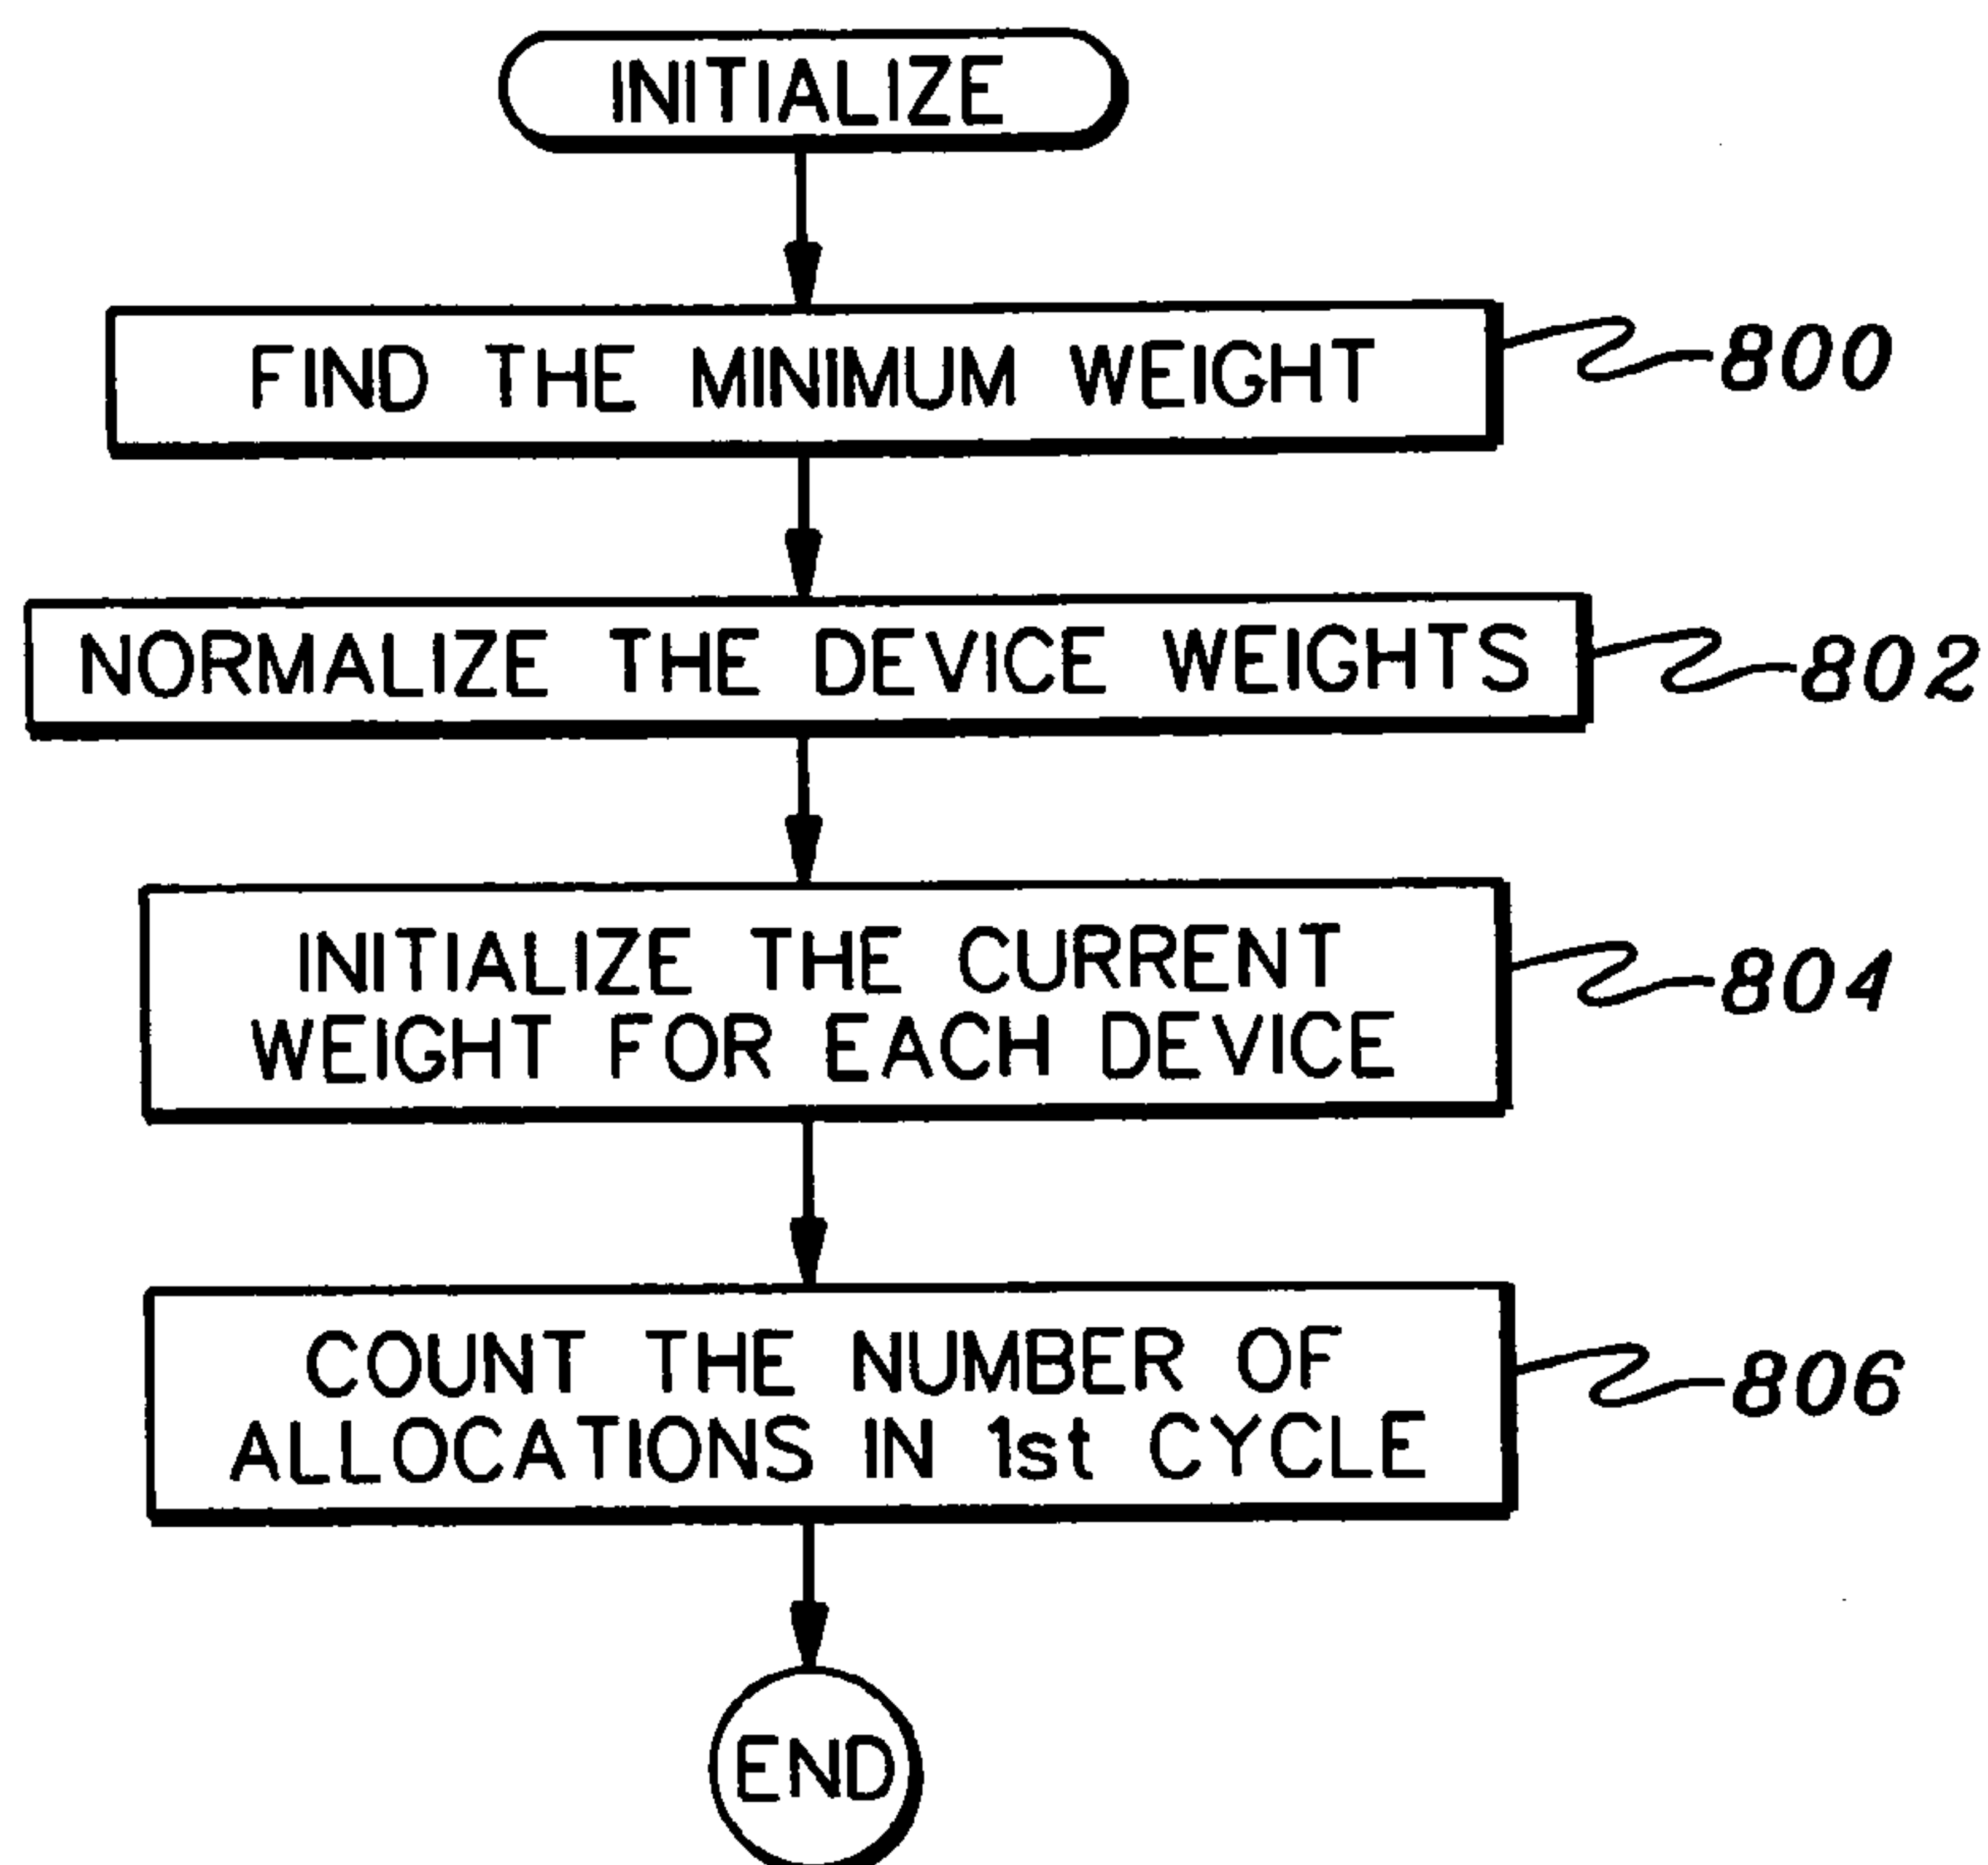 INITIALIZE
FIND THE MINIMUM WEIGHT
800
NORMALIZE THE DEVICE WEIGHTS
802
INITIALIZE THE CURRENT
WEIGHT FOR EACH DEVICE
804
COUNT THE NUMBER OF
ALLOCATIONS IN 1st CYCLE
806
END